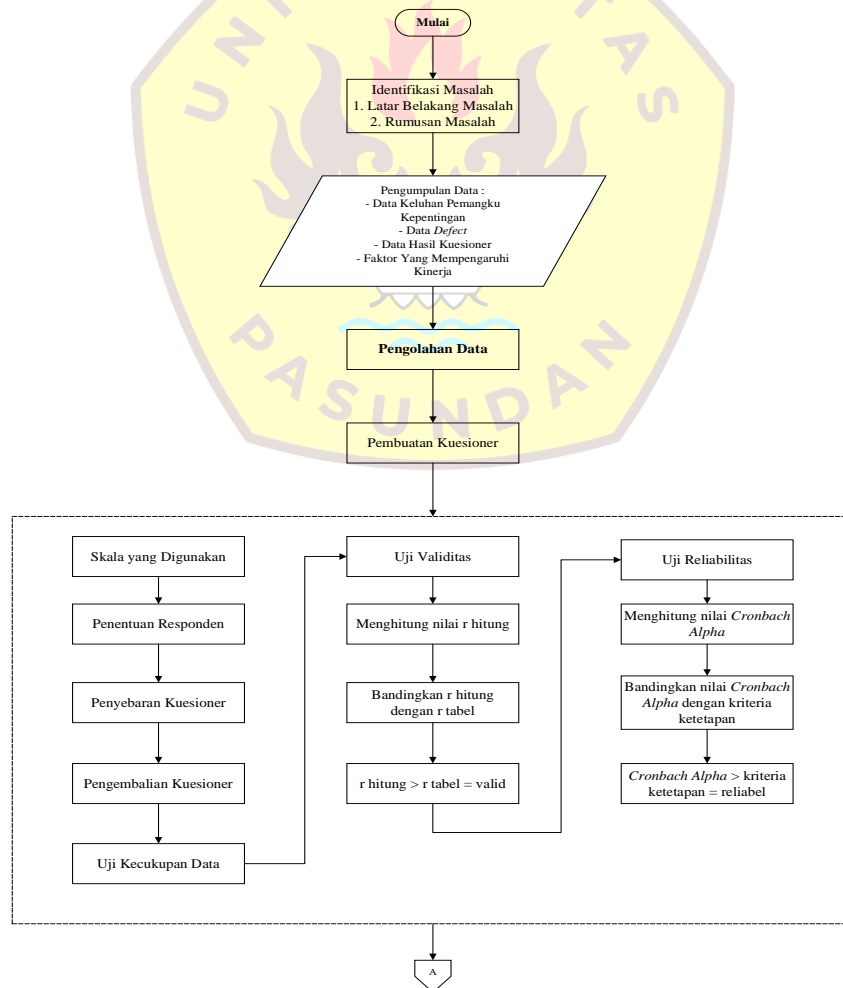 UNIVERSITAS
Mulai
Identifikasi Masalah
1. Latar Belakang Masalah
2. Rumusan Masalah
Pengumpulan Data :
- Data Keluhan Pemangku
Kepentingan
- Data Defect
- Data Hasil Kuesioner
- Faktor Yang Mempengaruhi
Kinerja
PASUNDAN
Pengolahan Data
Pembuatan Kuesioner
Skala yang Digunakan
Penentuan Responden
Penyebaran Kuesioner
Pengembalian Kuesioner
Uji Kecukupan Data
Uji Validitas
Menghitung nilai r hitung
Bandingkan r hitung
dengan r tabel
r hitung > r tabel = valid
Uji Reliabilitas
Menghitung nilai Cronbach
Alpha
Bandingkan nilai Cronbach
Alpha dengan kriteria
ketetapan
Cronbach Alpha > kriteria
ketetapan = reliabel
A